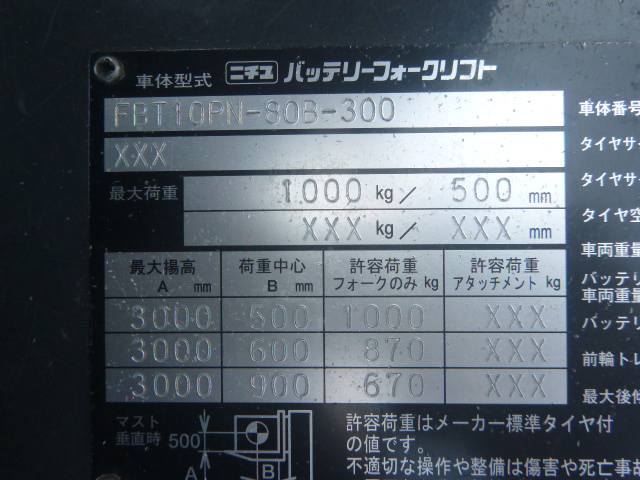 車体型式 ニチユ バッテリーフォークリフト
FBT10PN-80B-300
XXX
最大荷重 1000 kg / 500 mm
XXX kg / XXX mm
最大揚高 A mm 荷重中心 B mm 許容荷重 フォークのみ kg 許容荷重 アタッチメント kg
3000 500 1000 XXX
3000 600 870 XXX
3000 900 670 XXX
マスト
垂直時 500
A
B
許容荷重はメーカー標準タイヤ付
の値です。
不適切な操作や整備は傷害や死亡事故
車体番号
タイヤサ
タイヤサー
タイヤ空
車両重量
バッテリ
車両重量
バッテリ
前輪トレ
最大後傾